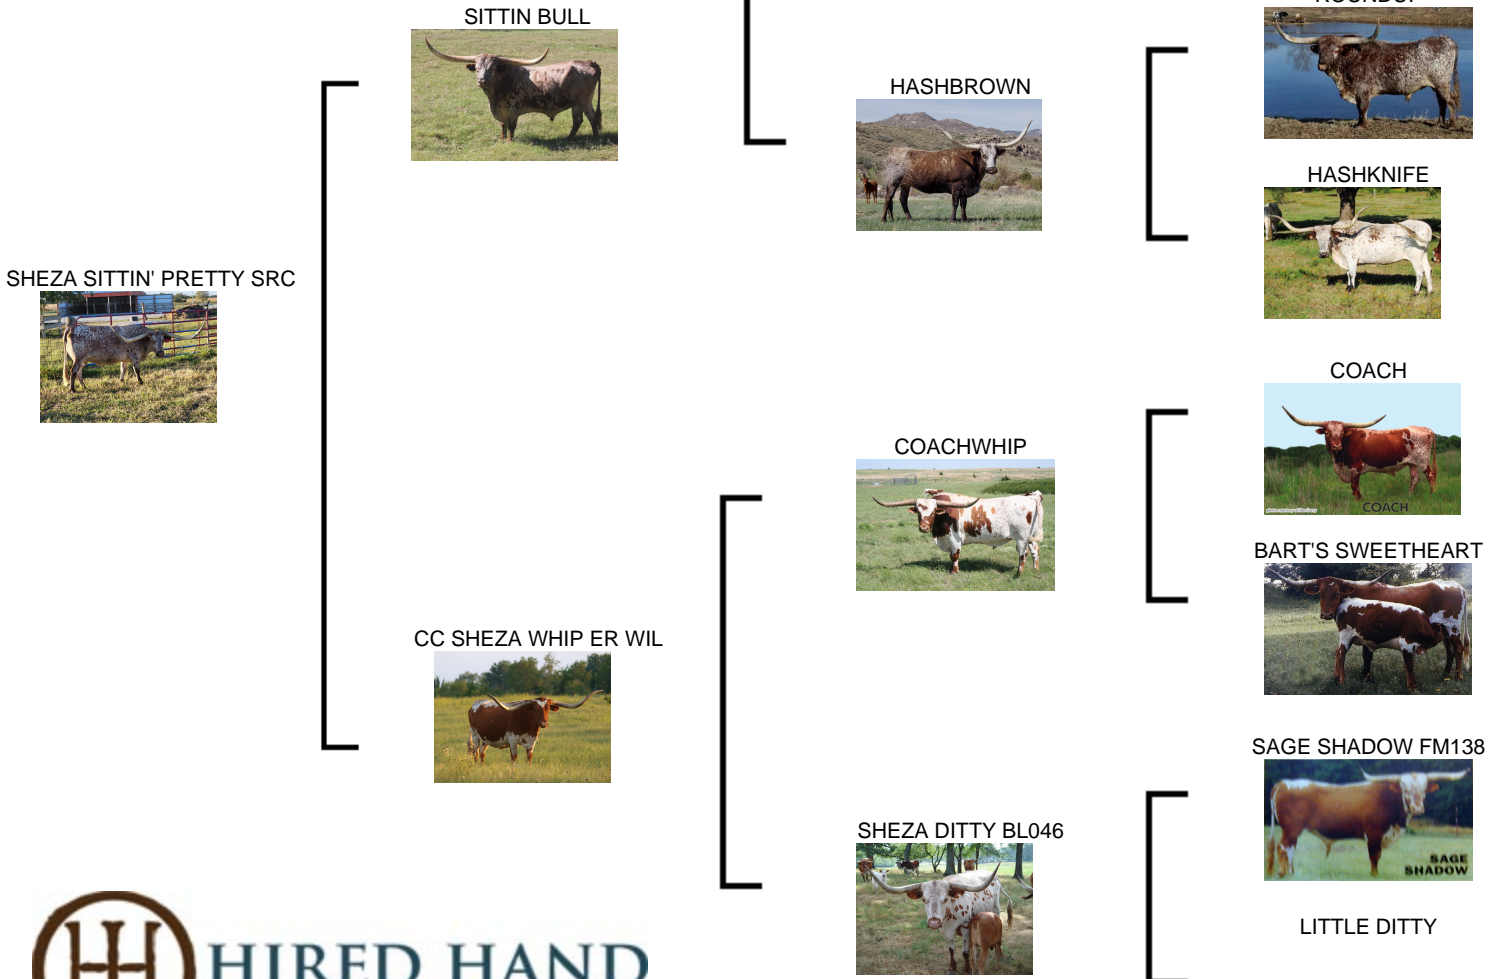 SITTIN BULL
HASHBROWN
HASHKNIFE
SHEZA SITTIN' PRETTY SRC
COACH
COACH
COACHWHIP
BART'S SWEETHEART
CC SHEZA WHIP ER WIL
SAGE SHADOW FM138
SAGE
SHADOW
SHEZA DITTY BL046
LITTLE DITTY
HIRED HAND